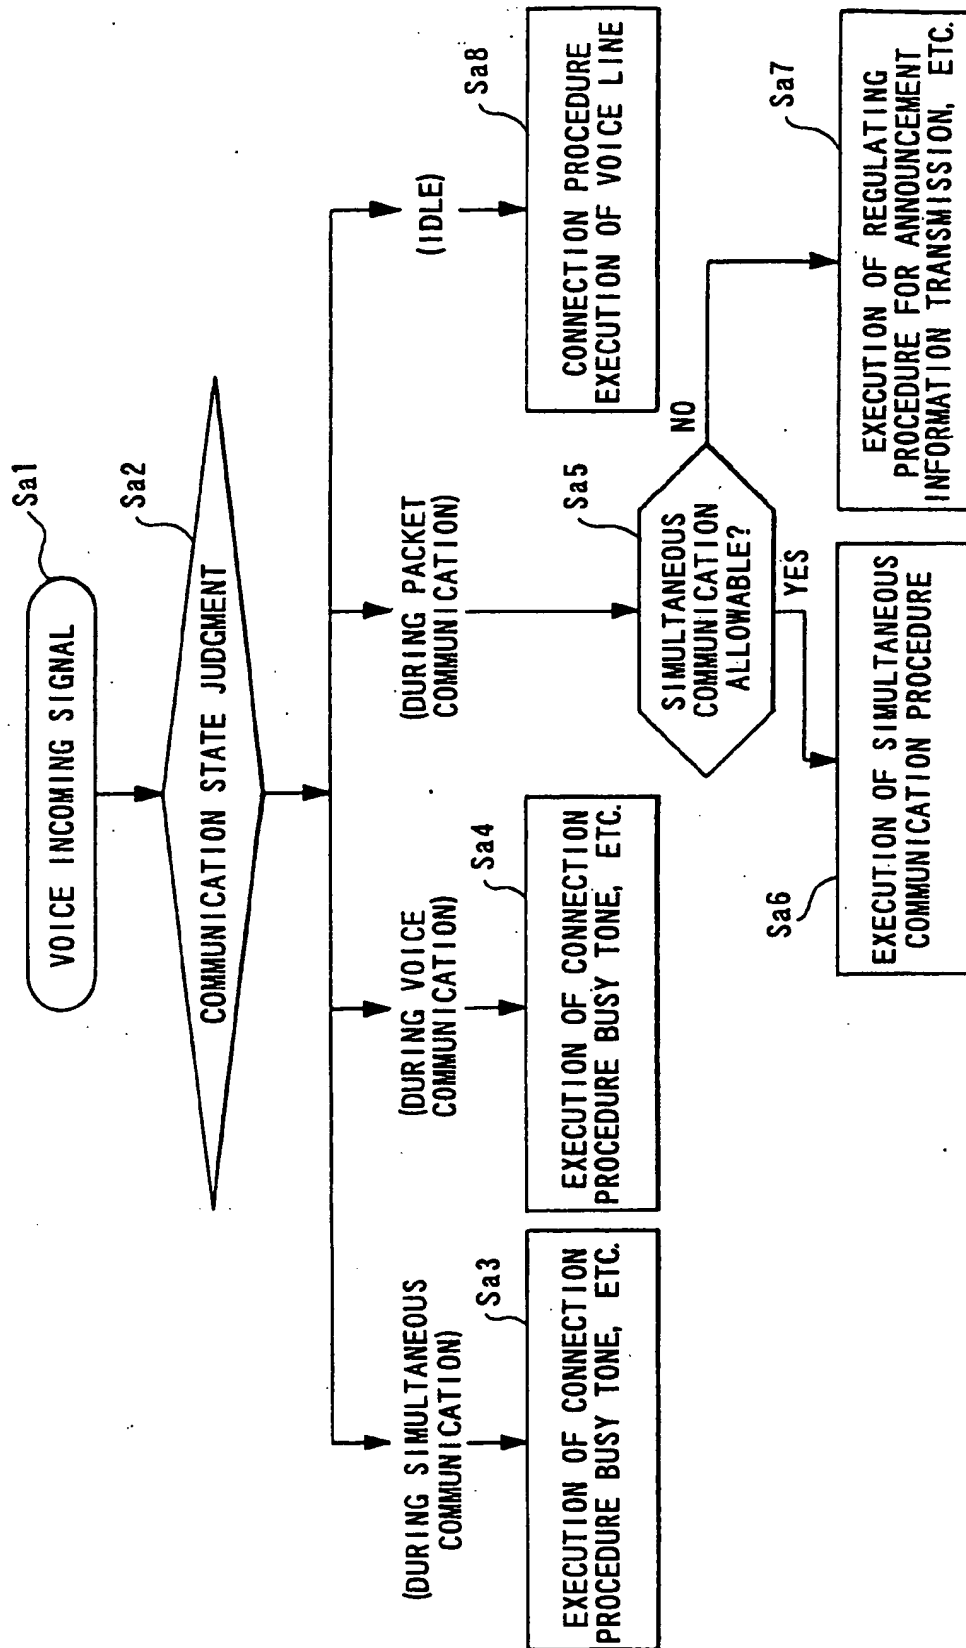 Sa1
VOICE INCOMING SIGNAL
Sa2
COMMUNICATION STATE JUDGMENT
(DURING SIMULTANEOUS
COMMUNICATION)
(DURING VOICE
COMMUNICATION)
(DURING PACKET
COMMUNICATION)
(IDLE)
Sa3
EXECUTION OF CONNECTION
PROCEDURE BUSY TONE, ETC.
Sa4
EXECUTION OF CONNECTION
PROCEDURE BUSY TONE, ETC.
Sa5
SIMULTANEOUS
COMMUNICATION
ALLOWABLE?
NO
YES
Sa8
CONNECTION PROCEDURE
EXECUTION OF VOICE LINE
Sa6
EXECUTION OF SIMULTANEOUS
COMMUNICATION PROCEDURE
Sa7
EXECUTION OF REGULATING
PROCEDURE FOR ANNOUNCEMENT
INFORMATION TRANSMISSION, ETC.